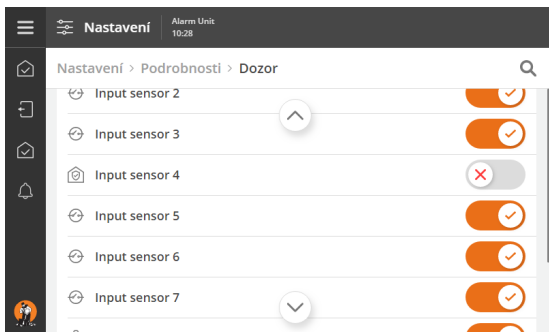 Nastavení
Alarm Unit
10:28
Nastavení > Podrobnosti > Dozor
Input sensor 2
Input sensor 3
Input sensor 4
Input sensor 5
Input sensor 6
Input sensor 7